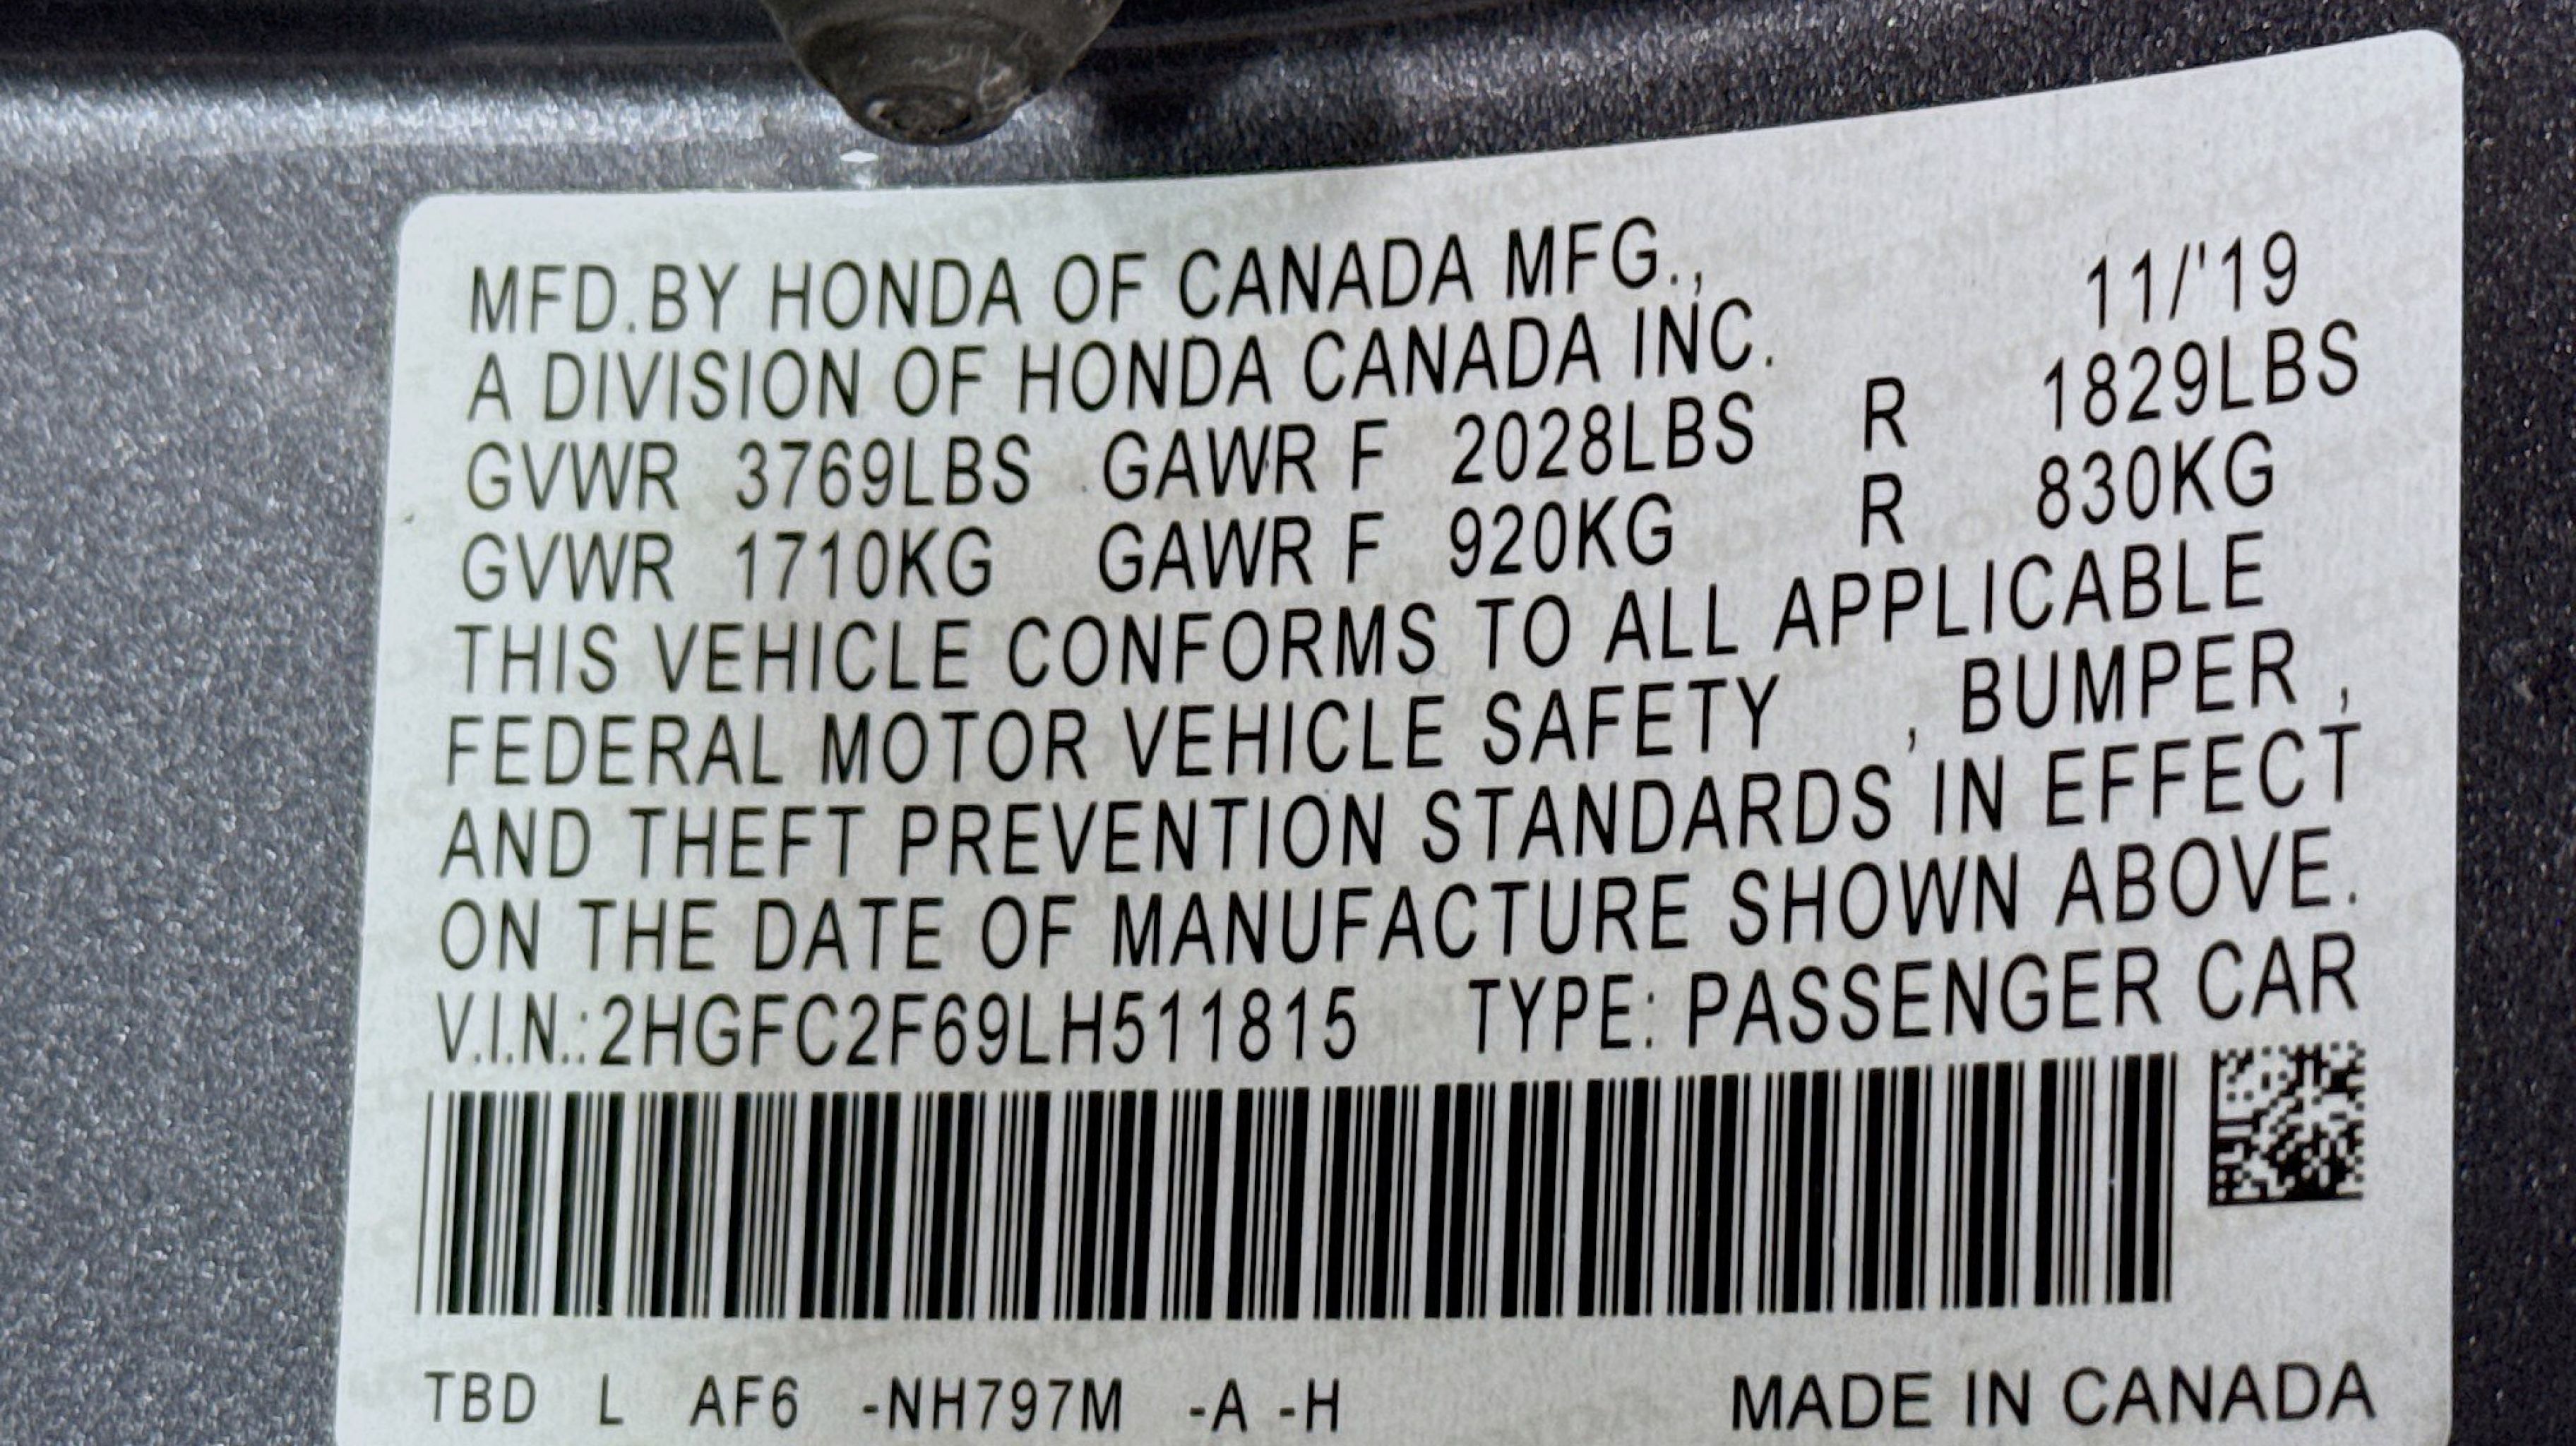 MFD.BY HONDA OF CANADA MFG., 11/'19
A DIVISION OF HONDA CANADA INC.
GVWR 3769LBS GAWR F 2028LBS R 1829LBS
GVWR 1710KG GAWR F 920KG R 830KG
THIS VEHICLE CONFORMS TO ALL APPLICABLE
FEDERAL MOTOR VEHICLE SAFETY , BUMPER ,
AND THEFT PREVENTION STANDARDS IN EFFECT
ON THE DATE OF MANUFACTURE SHOWN ABOVE.
V.I.N.:2HGFC2F69LH511815 TYPE: PASSENGER CAR
TBD L AF6 -NH797M -A -H MADE IN CANADA